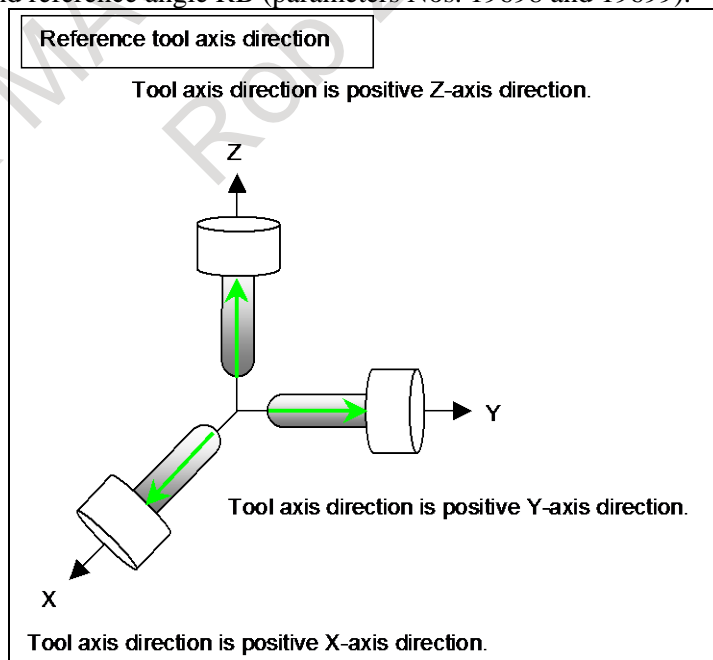 reference angle RB (parameters Nos. 19698 and 19699).
Reference tool axis direction
Tool axis direction is positive Z-axis direction.
Z
Y
Tool axis direction is positive Y-axis direction.
X
Tool axis direction is positive X-axis direction.